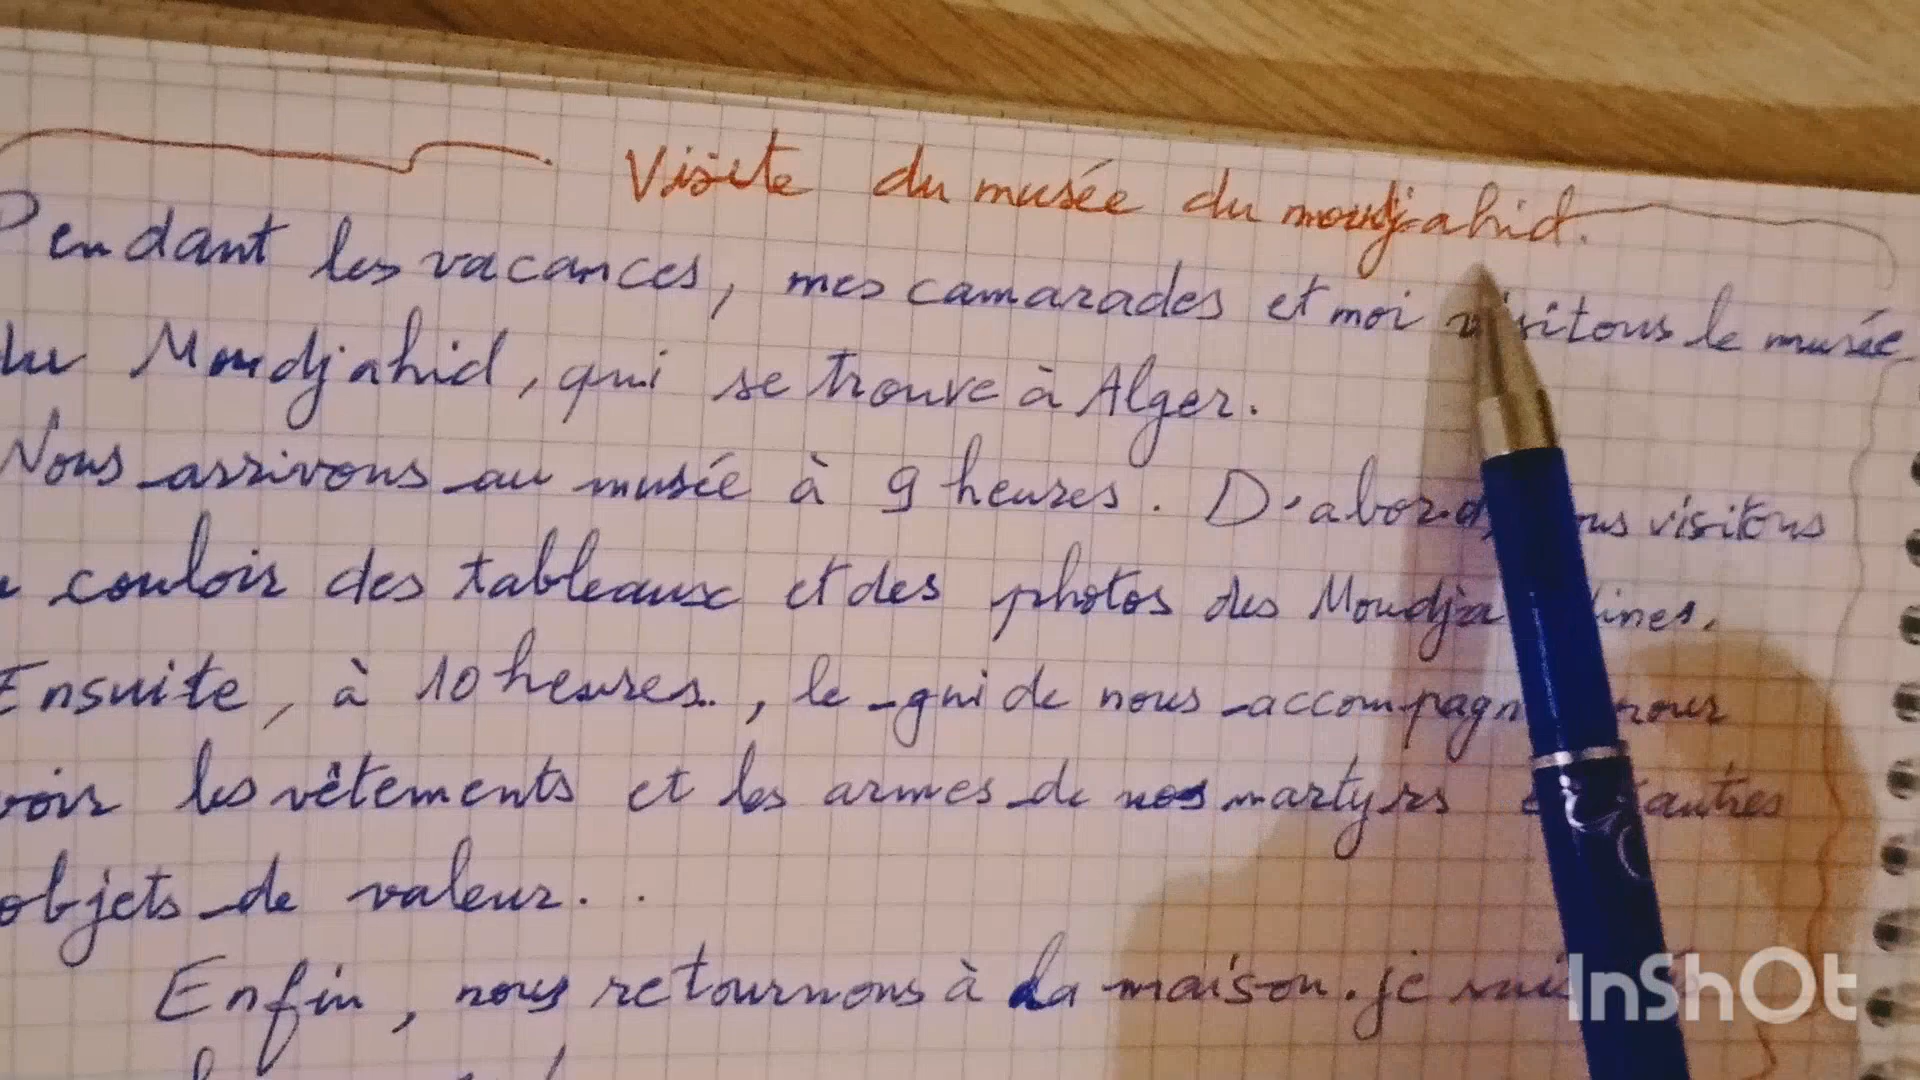 Visite du musée du moudjahid.
Pendant les vacances, mes camarades et moi visitons le musée
du Moudjahid, qui se trouve à Alger.
Nous arrivons au musée à 9 heures. D'abord, nous visitons
couloir des tableaux et des photos des
Ensuite, à 10 heures.., le guide nous accompagne pour
voir les vêtements et les armes de nos martyrs autres
objets de valeur..
Enfin, nous retournons à la maison. je suis
InShOt